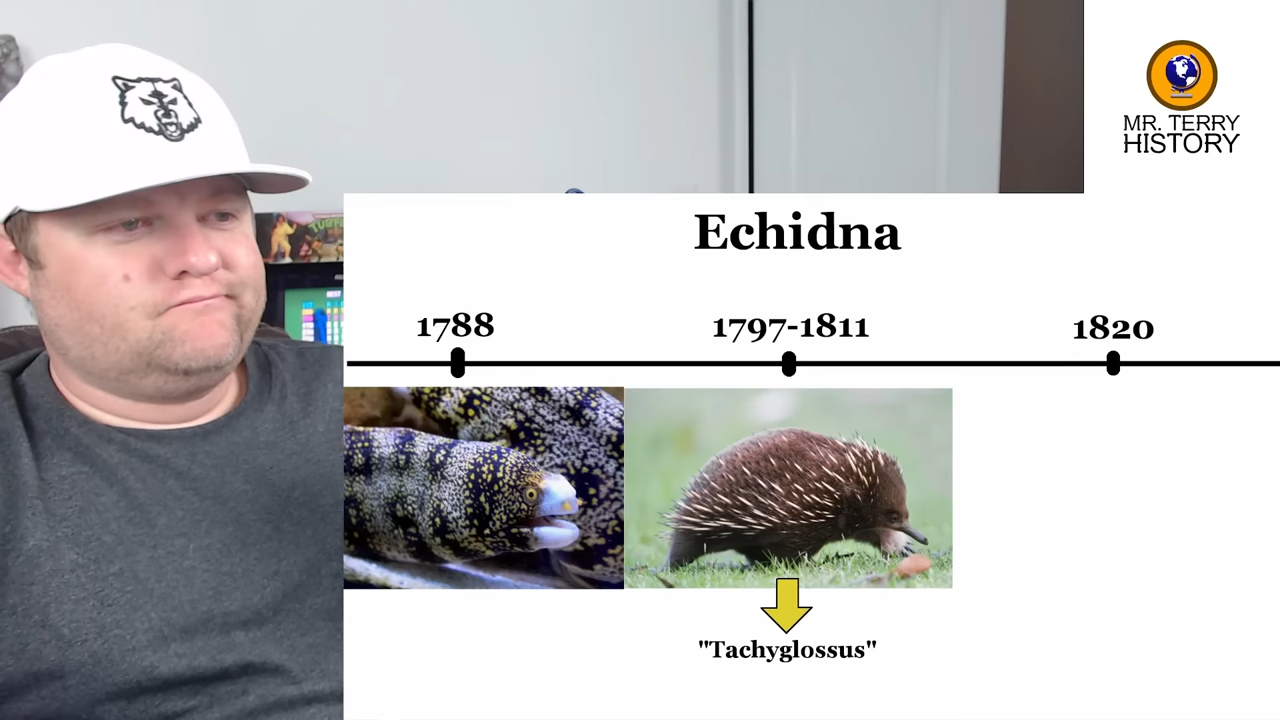 MR. TERRY
HISTORY
Echidna
1788
1797-1811
1820
"Tachyglossus"